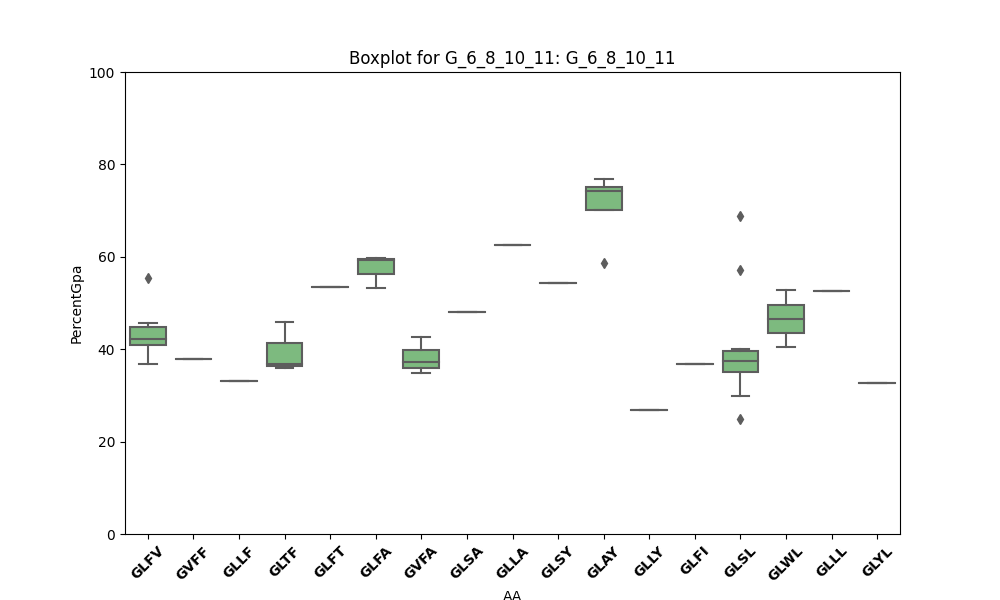 Boxplot for G_6_8_10_11: G_6_8_10_11
PercentGpa
100
80
60
40
20
0
GLFV GVFF GLLF GLTF GLFT GLFA GVFA GLSA GLLA GLSY GLAY GLLY GLFI GLSL GLWL GLLL GLYL
AA